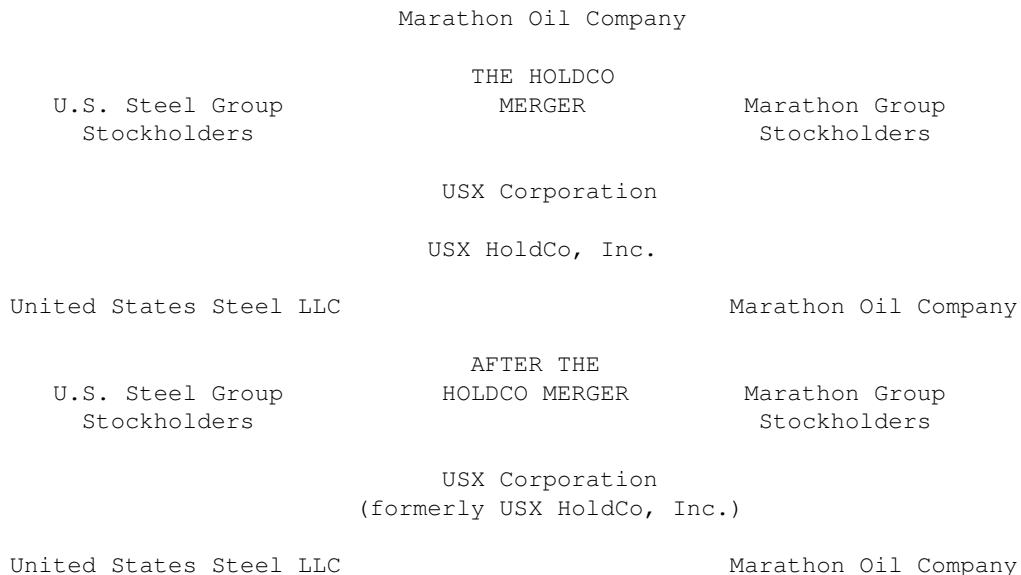 Marathon Oil Company
THE HOLDCO
U.S. Steel Group MERGER Marathon Group
Stockholders Stockholders
USX Corporation
USX HoldCo, Inc.
United States Steel LLC Marathon Oil Company
AFTER THE
U.S. Steel Group HOLDCO MERGER Marathon Group
Stockholders Stockholders
USX Corporation
(formerly USX HoldCo, Inc.)
United States Steel LLC Marathon Oil Company